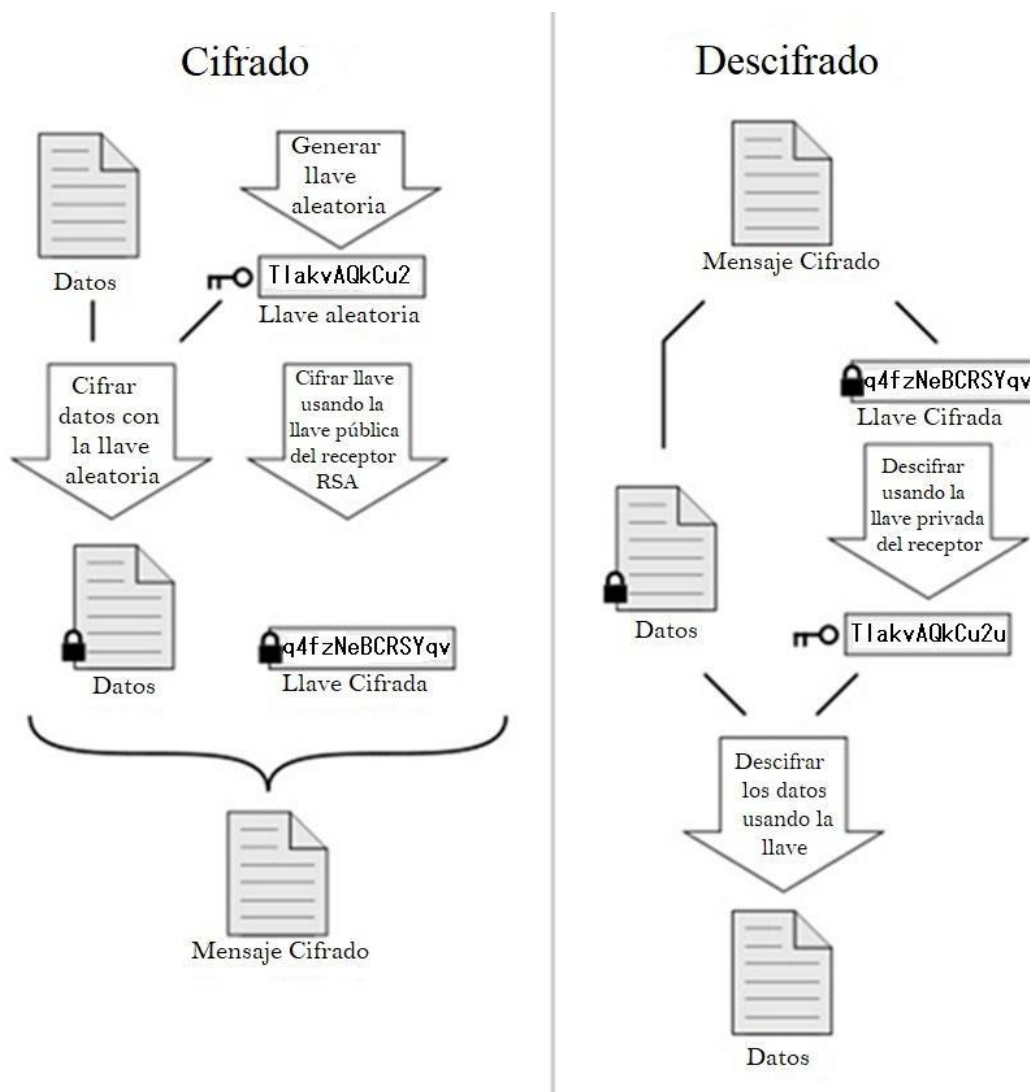 Cifrado
Datos
Generar
llave
aleatoria
TlakvAQkCu2
Llave aleatoria
Cifrar
datos con
la llave
aleatoria
Cifrar llave
usando la
llave pública
del receptor
RSA
Datos
q4fzNeBCRSYqv
Llave Cifrada
Mensaje Cifrado
Descifrado
Mensaje Cifrado
q4fzNeBCRSYqv
Llave Cifrada
Descifrar
usando la
llave privada
del receptor
Datos
TlakvAQkCu2u
Descifrar
los datos
usando la
llave
Datos